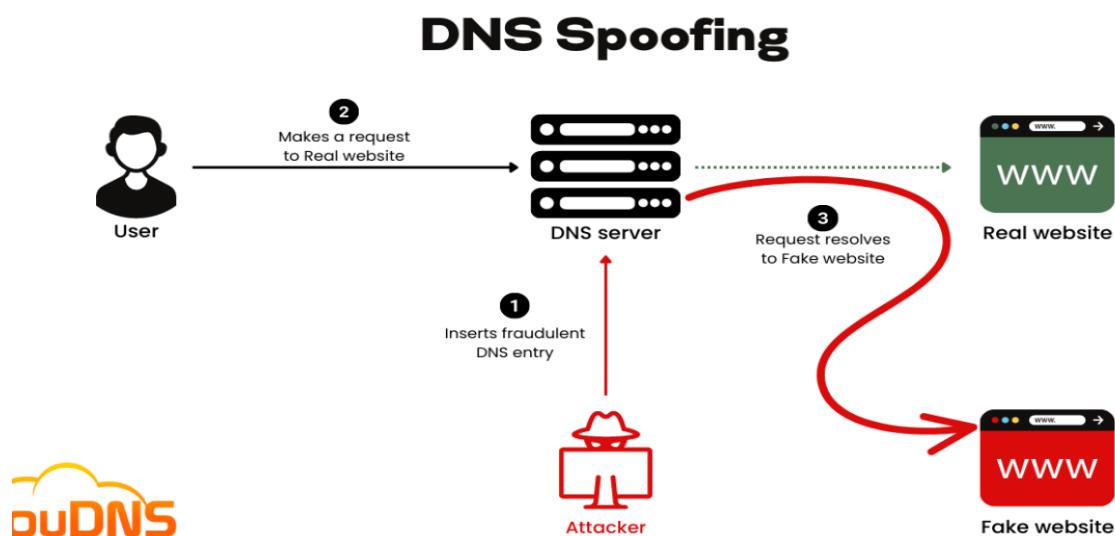 DNS Spoofing
2
Makes a request
to Real website
User
DNS server
www.
www
Real website
3
Request resolves
to Fake website
1
Inserts fraudulent
DNS entry
Attacker
www.
www
Fake website
ouDNS